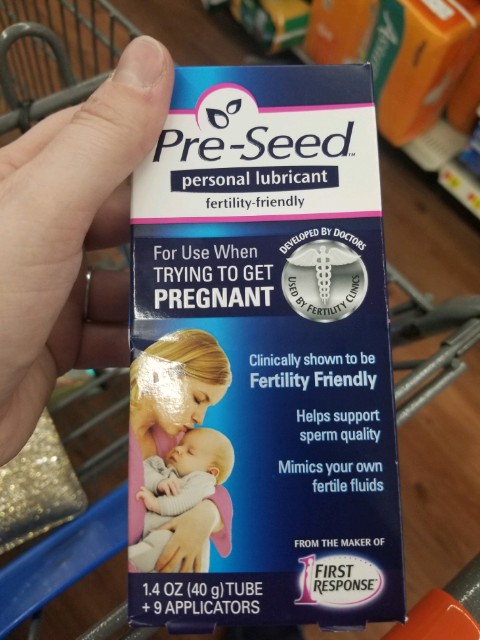 Pre-Seed™
personal lubricant
fertility-friendly
For Use When
TRYING TO GET
PREGNANT
DEVELOPED BY DOCTORS
USED BY FERTILITY CLINICS
Clinically shown to be
Fertility Friendly
Helps support
sperm quality
Mimics your own
fertile fluids
FROM THE MAKER OF
1 FIRST
RESPONSE
1.4 OZ (40 g) TUBE
+ 9 APPLICATORS